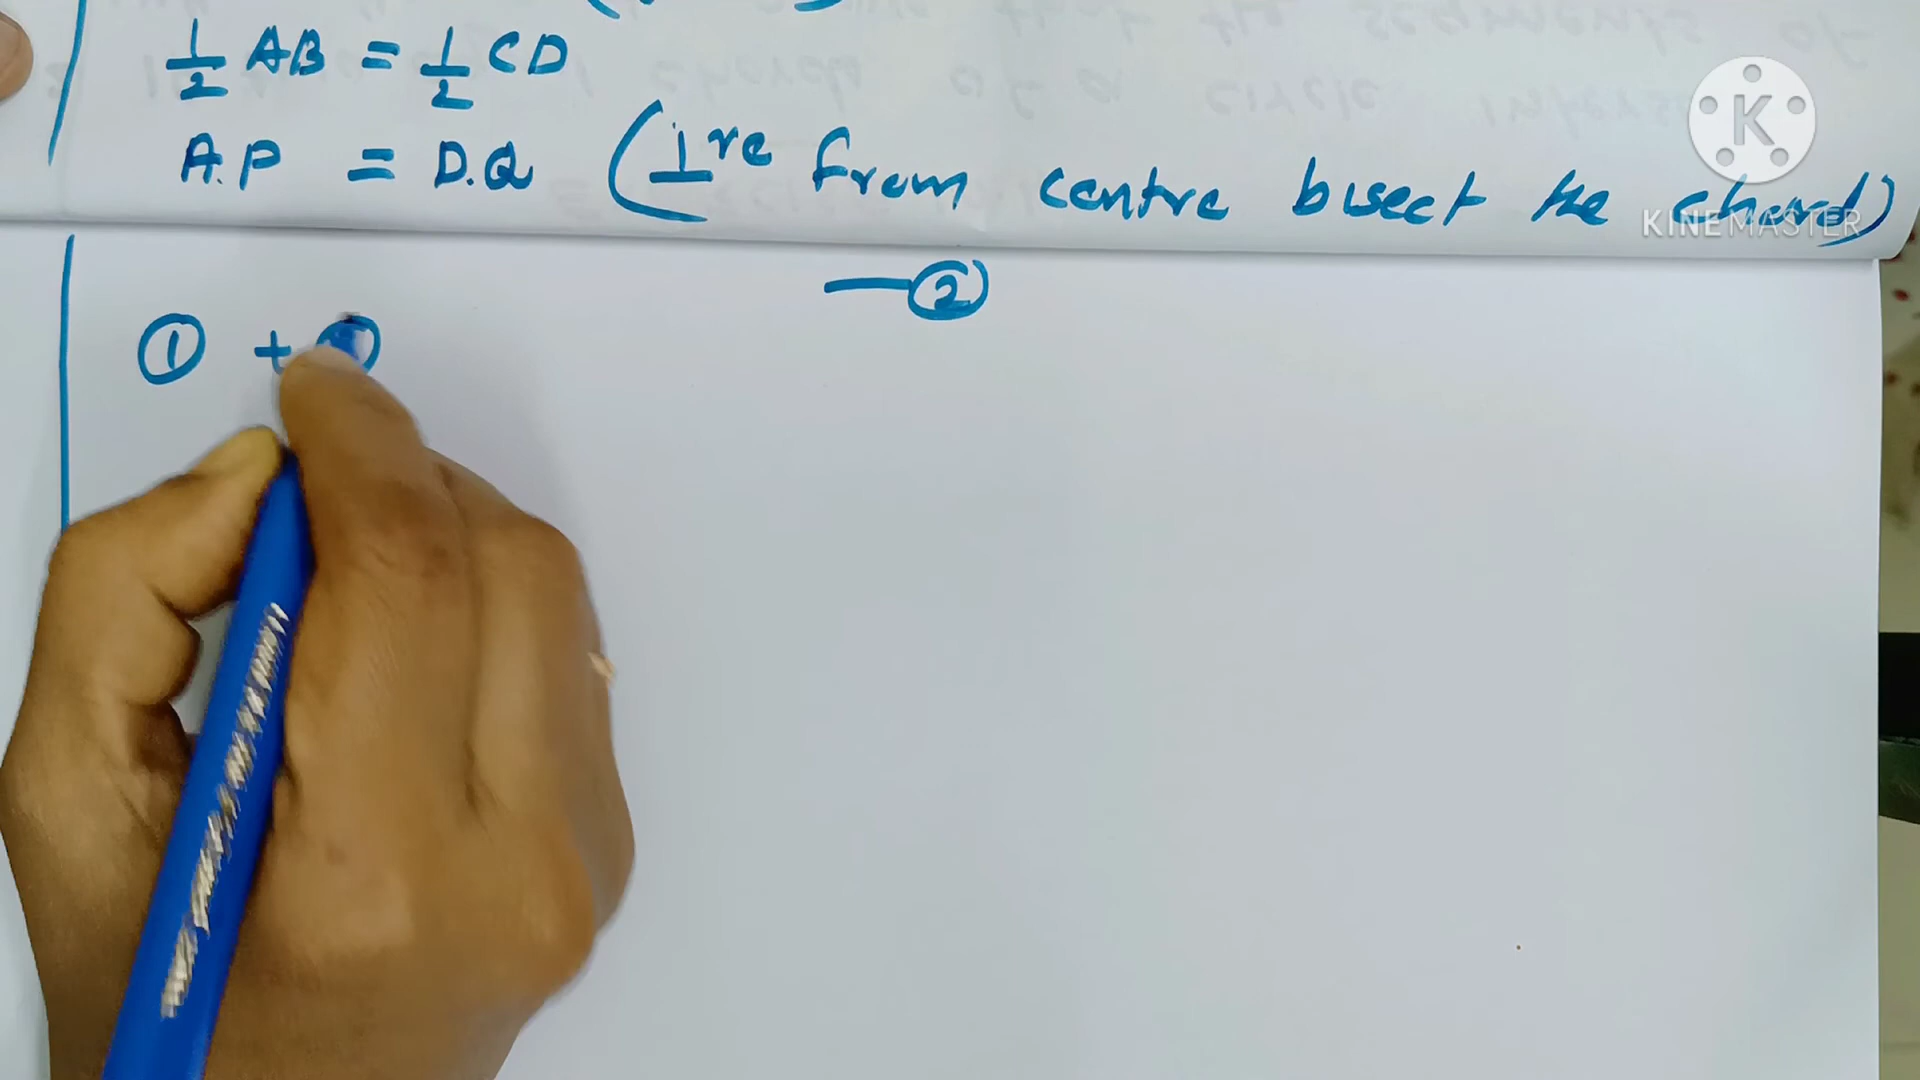 1/2 AB = 1/2 CD
A.P = D.Q (⊥re from centre bisect the chord)
K
KINEMASTER
—②
① +